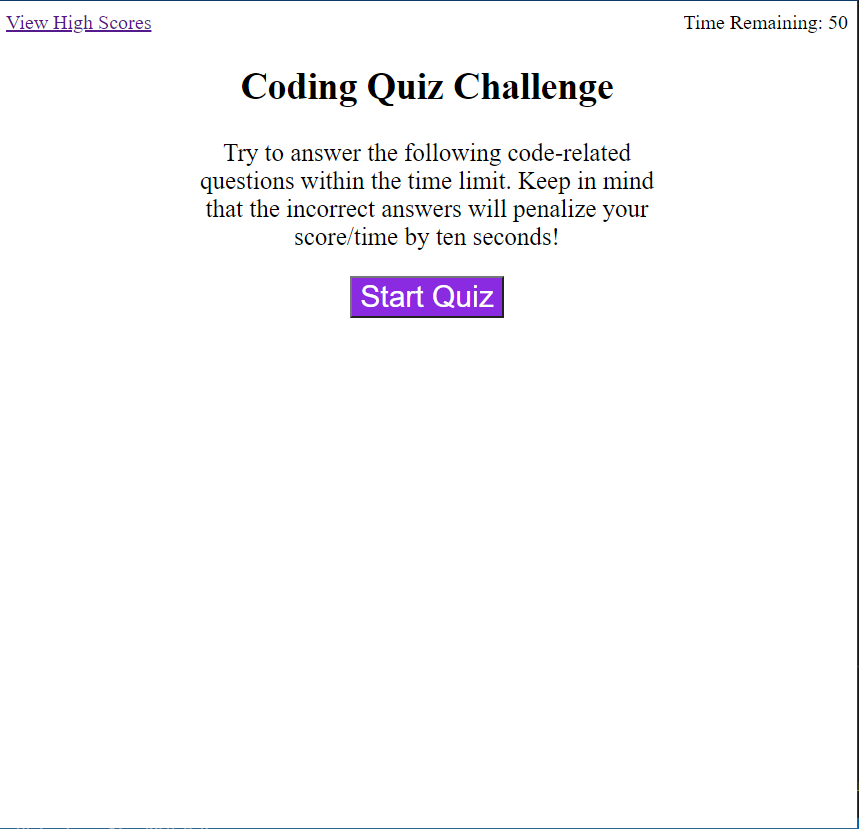 View High Scores
Time Remaining: 50
Coding Quiz Challenge
Try to answer the following code-related
questions within the time limit. Keep in mind
that the incorrect answers will penalize your
score/time by ten seconds!
Start Quiz